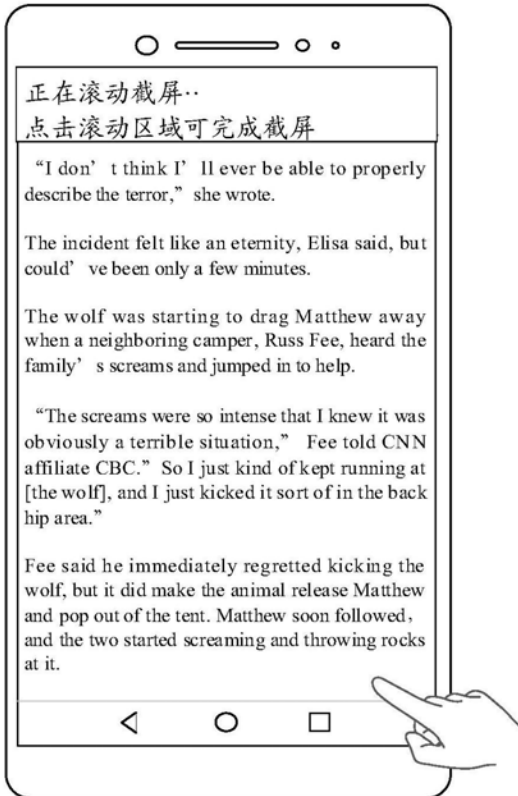 正在滚动截屏··
点击滚动区域可完成截屏
“I don’t think I’ll ever be able to properly
describe the terror,” she wrote.
The incident felt like an eternity, Elisa said, but
could’ve been only a few minutes.
The wolf was starting to drag Matthew away
when a neighboring camper, Russ Fee, heard the
family’s screams and jumped in to help.
“The screams were so intense that I knew it was
obviously a terrible situation,” Fee told CNN
affiliate CBC.” So I just kind of kept running at
[the wolf], and I just kicked it sort of in the back
hip area.”
Fee said he immediately regretted kicking the
wolf, but it did make the animal release Matthew
and pop out of the tent. Matthew soon followed,
and the two started screaming and throwing rocks
at it.